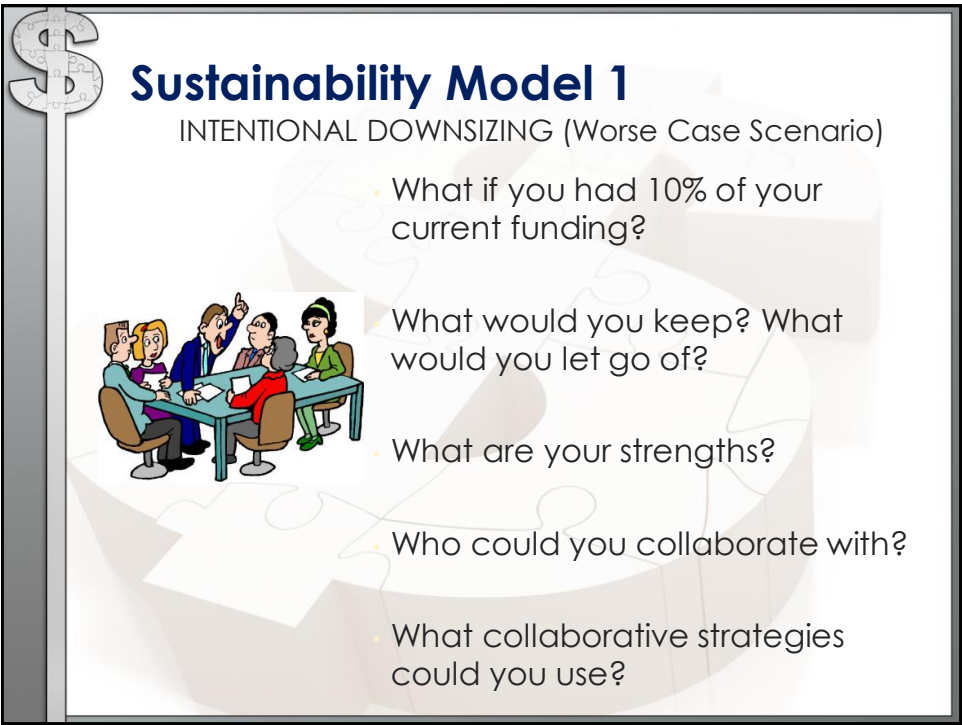 Sustainability Model 1
INTENTIONAL DOWNSIZING (Worse Case Scenario)
• What if you had 10% of your
current funding?
• What would you keep? What
would you let go of?
• What are your strengths?
• Who could you collaborate with?
• What collaborative strategies
could you use?